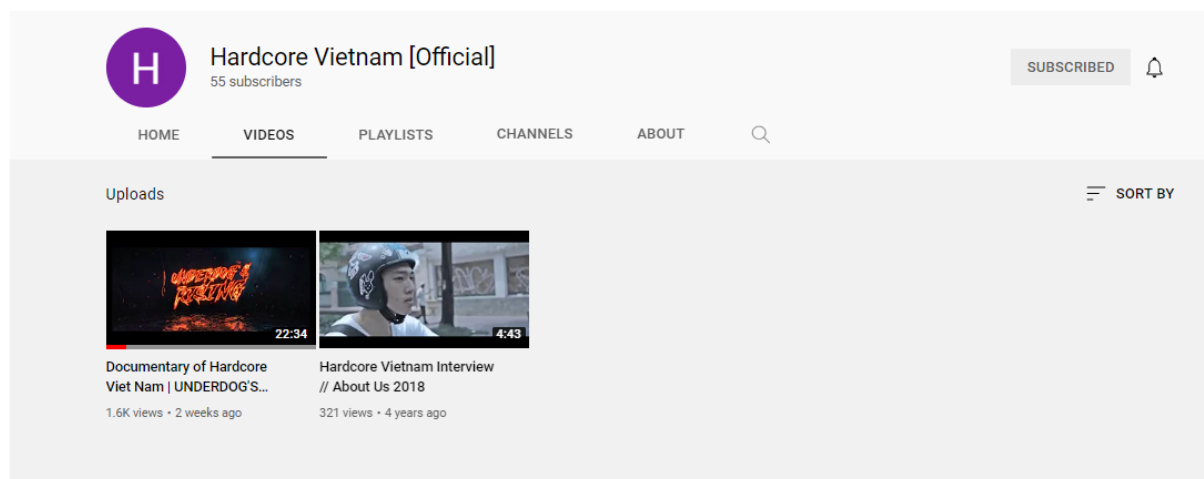 H
Hardcore Vietnam [Official]
55 subscribers
SUBSCRIBED
HOME VIDEOS PLAYLISTS CHANNELS ABOUT
Uploads
SORT BY
UNDERDOG'S
RISING
22:34
4:43
Documentary of Hardcore
Viet Nam | UNDERDOG'S...
1.6K views • 2 weeks ago
Hardcore Vietnam Interview
// About Us 2018
321 views • 4 years ago